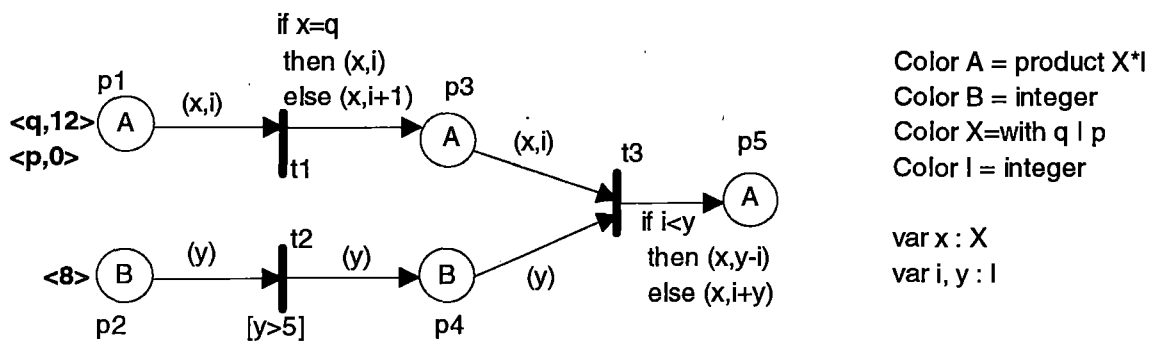 if x=q
then (x,i)
else (x,i+1)
p1
p3
<q,12>
<p,0>
A
(x,i)
A
(x,i)
t1
t3
p5
A
if i<y
then (x,y-i)
else (x,i+y)
<8>
B
(y)
t2
(y)
B
(y)
p2
[y>5]
p4
Color A = product X*I
Color B = integer
Color X=with q | p
Color I = integer
var x : X
var i, y : I